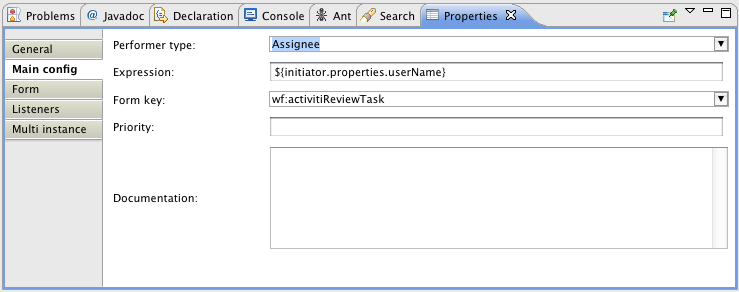 Problems @ Javadoc Declaration Console Ant Search Properties
General
Main config
Form
Listeners
Multi instance
Performer type: Assignee
Expression: ${initiator.properties.userName}
Form key: wf:activitiReviewTask
Priority:
Documentation: